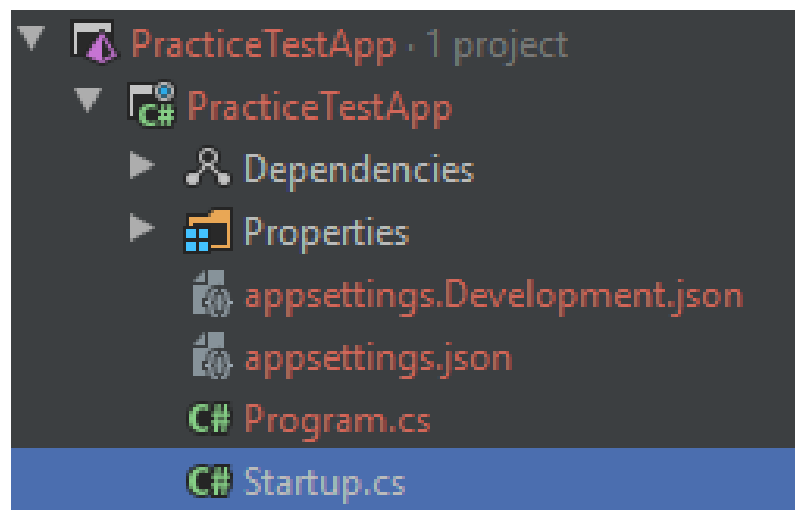 PracticeTestApp · 1 project
C# PracticeTestApp
Dependencies
Properties
appsettings.Development.json
appsettings.json
C# Program.cs
C# Startup.cs